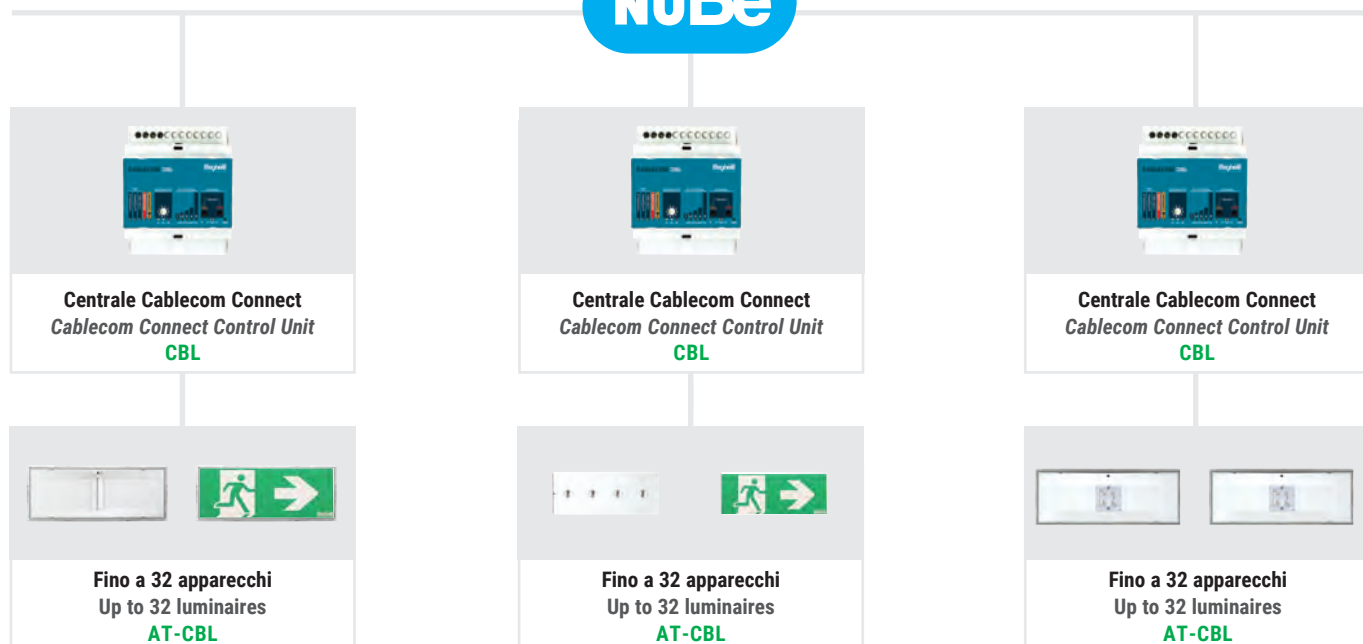 NUBe
Centrale Cablecom Connect
Cablecom Connect Control Unit
CBL
Centrale Cablecom Connect
Cablecom Connect Control Unit
CBL
Centrale Cablecom Connect
Cablecom Connect Control Unit
CBL
Fino a 32 apparecchi
Up to 32 luminaires
AT-CBL
Fino a 32 apparecchi
Up to 32 luminaires
AT-CBL
Fino a 32 apparecchi
Up to 32 luminaires
AT-CBL